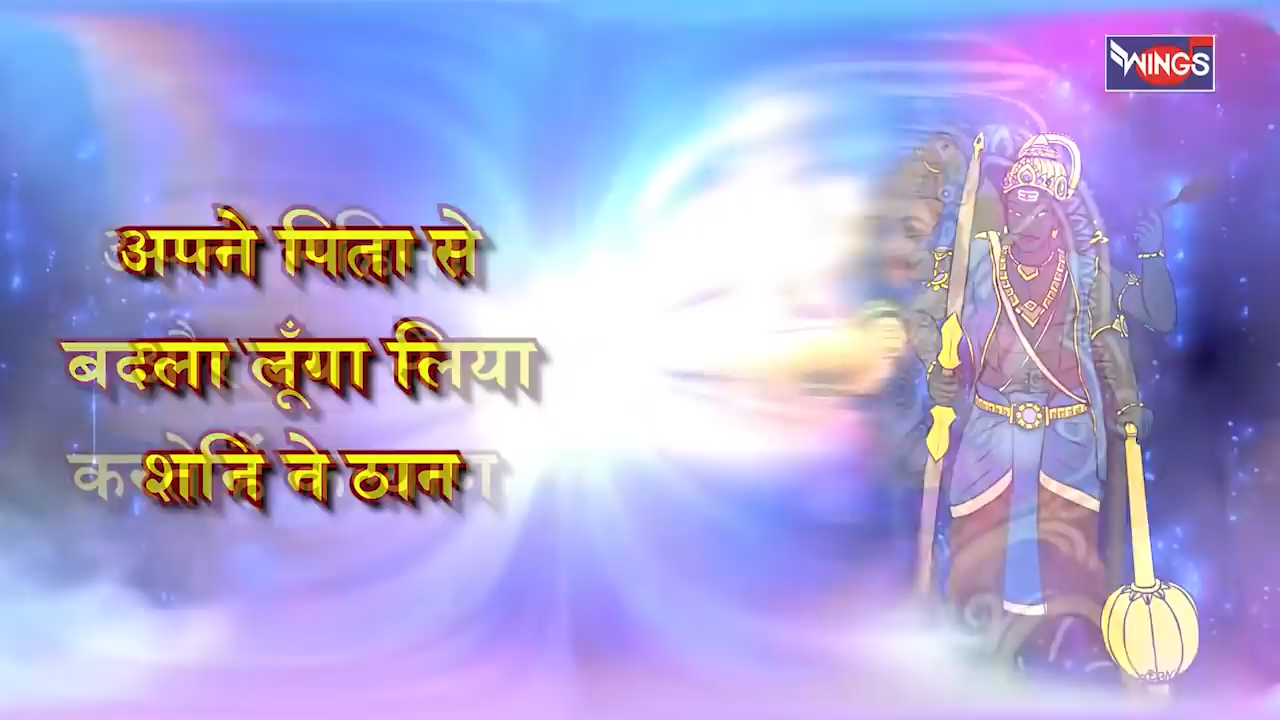 WINGS
अपने पिता से
बदला लूँगा लिया
शनि ने ठान